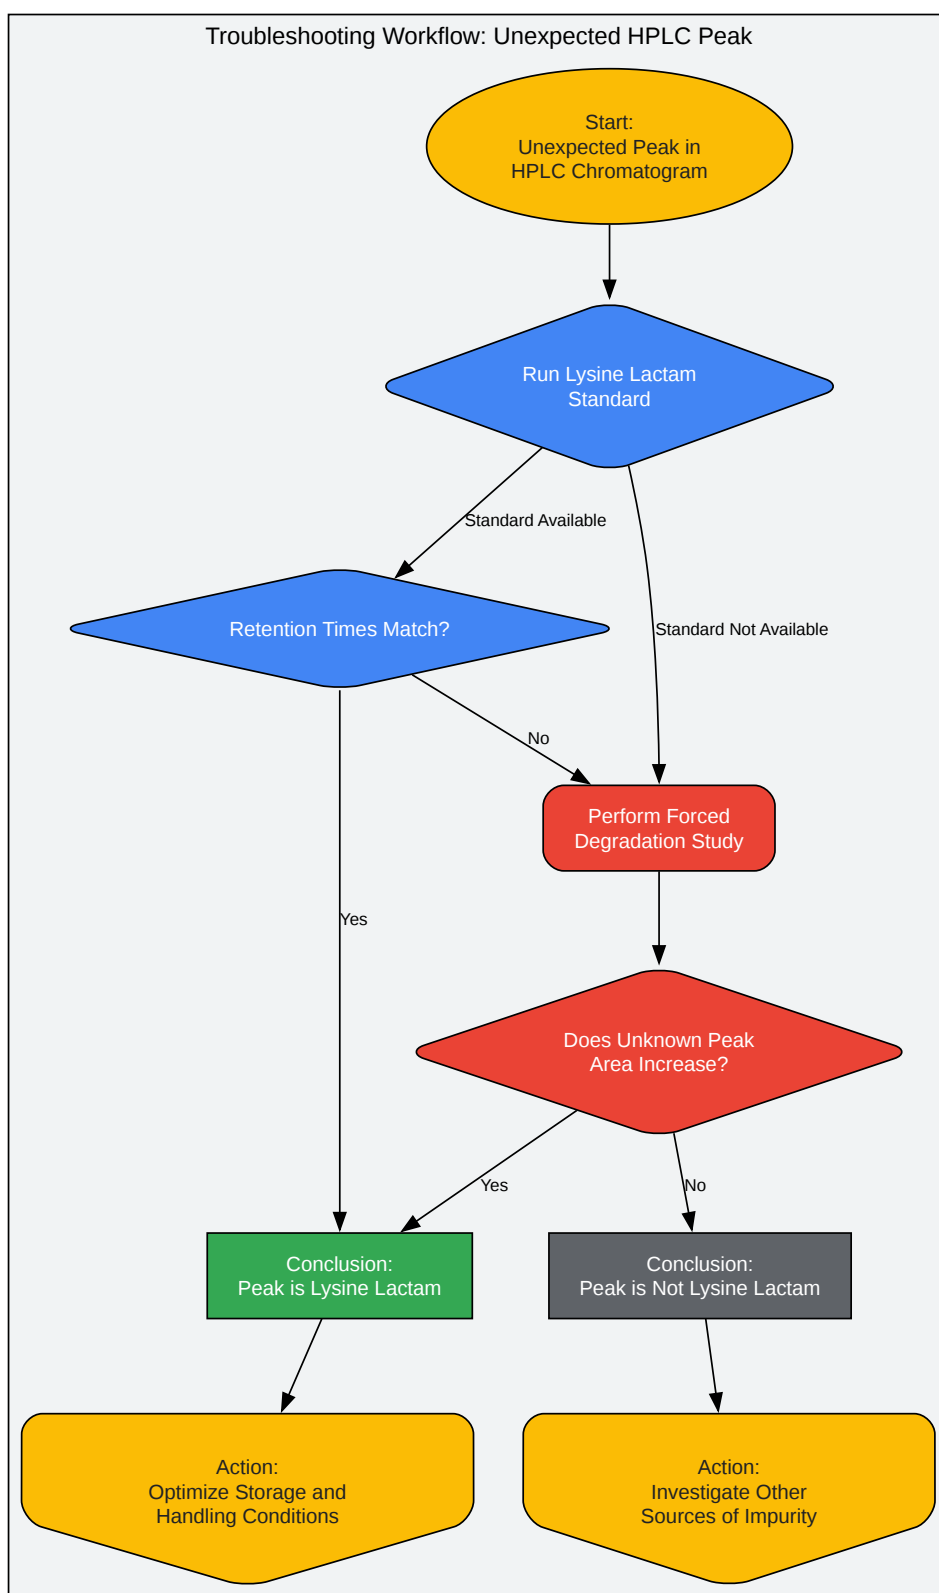 Troubleshooting Workflow: Unexpected HPLC Peak
Start:
Unexpected Peak in
HPLC Chromatogram
Run Lysine Lactam
Standard
Standard Available
Retention Times Match?
Standard Not Available
No
Perform Forced
Degradation Study
Yes
Does Unknown Peak
Area Increase?
Yes
No
Conclusion:
Peak is Lysine Lactam
Conclusion:
Peak is Not Lysine Lactam
Action:
Optimize Storage and
Handling Conditions
Action:
Investigate Other
Sources of Impurity